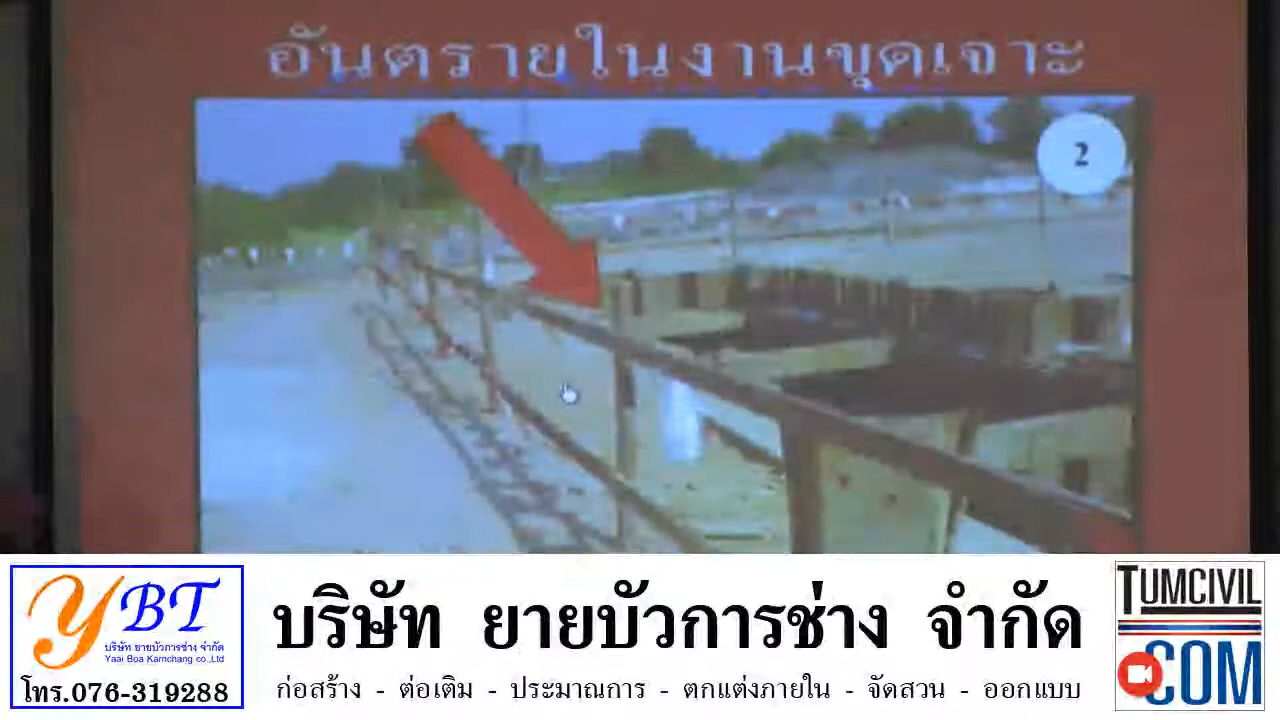 อันตรายในงานขุดเจาะ
2
YBT
บริษัท ยายบัวการช่าง จำกัด
Yaai Boa Karnchang co.,Ltd
โทร.076-319288
บริษัท ยายบัวการช่าง จำกัด
ก่อสร้าง - ต่อเติม - ประมาณการ - ตกแต่งภายใน - จัดสวน - ออกแบบ
TUMCIVIL
.COM